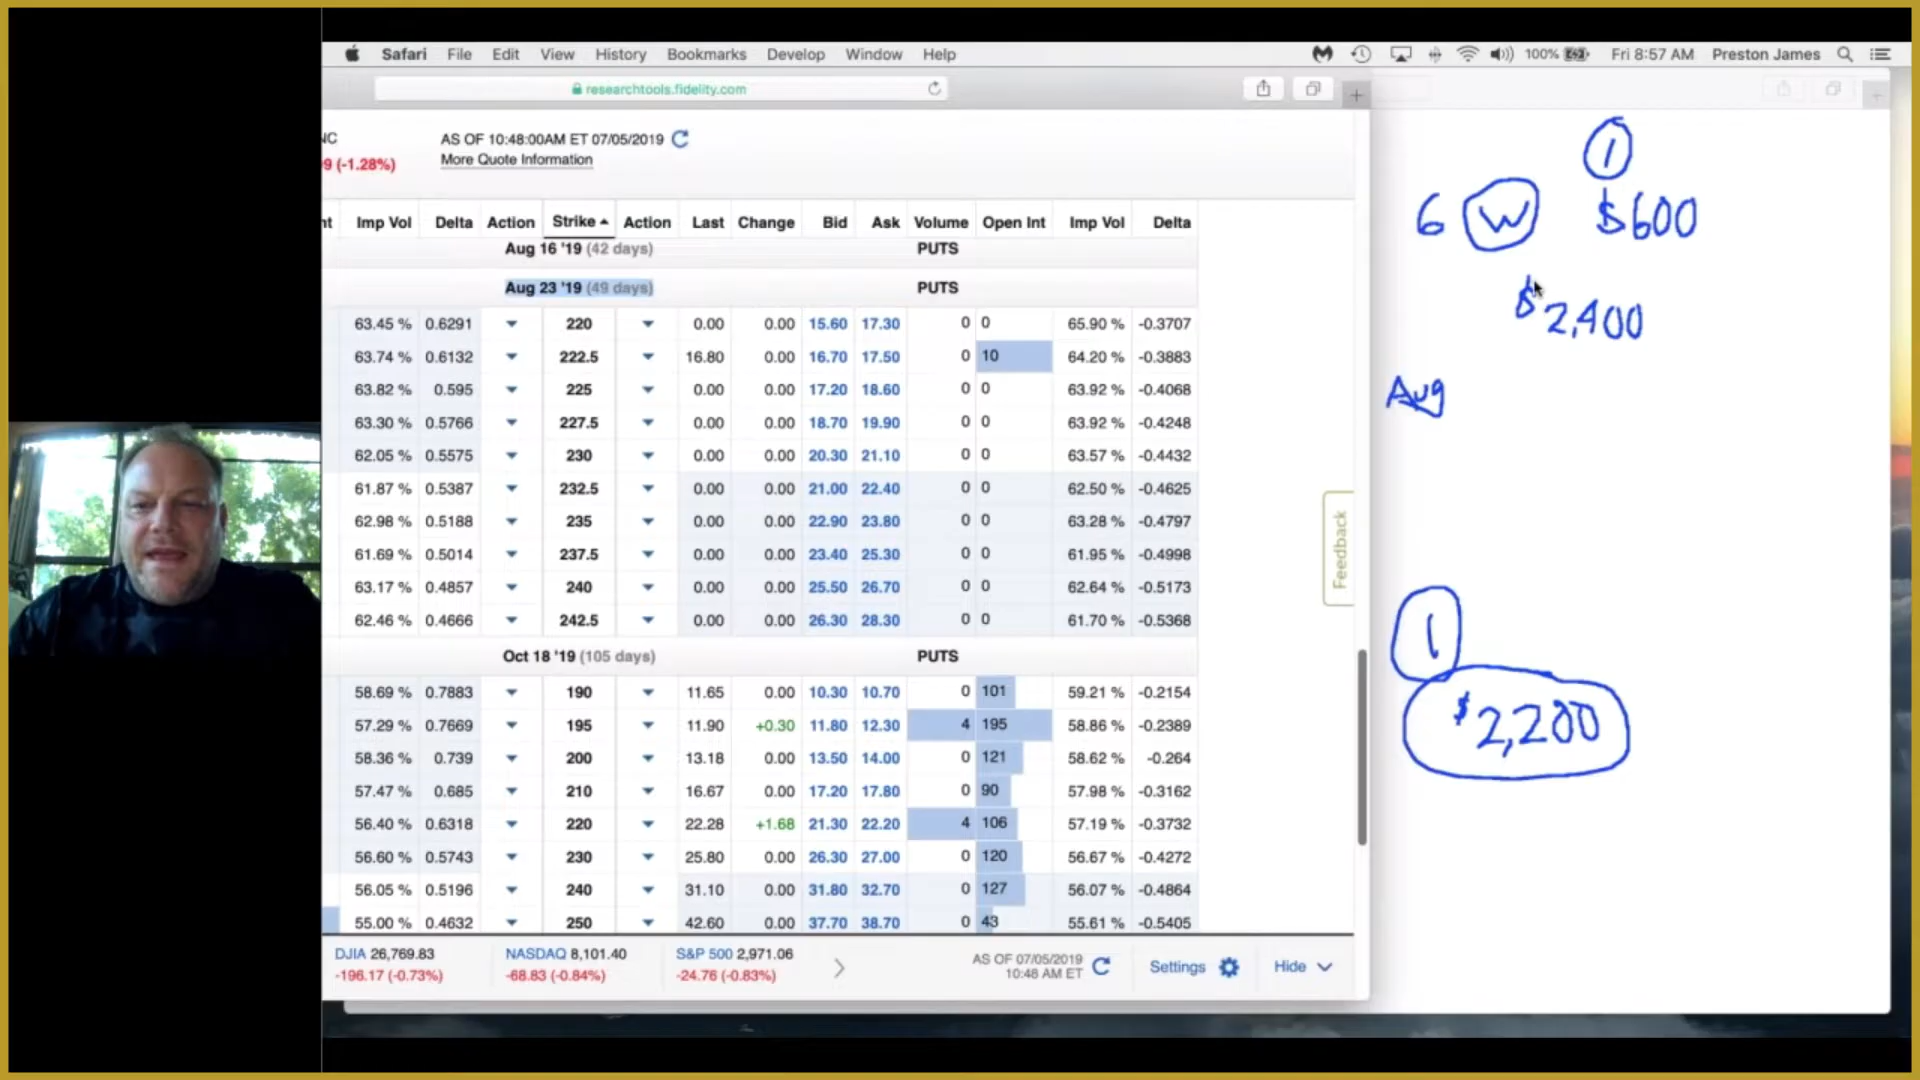 Safari File Edit View History Bookmarks Develop Window Help 100% Fri 8:57 AM Preston James
researchtools.fidelity.com
AS OF 10:48:00AM ET 07/05/2019
(-1.28%)
More Quote Information
Imp Vol Delta Action Strike Action Last Change Bid Ask Volume Open Int Imp Vol Delta
Aug 16 '19 (42 days) PUTS
Aug 23 '19 (49 days) PUTS
63.45 % 0.6291 220 0.00 0.00 15.60 17.30 0 0 65.90 % -0.3707
63.74 % 0.6132 222.5 16.80 0.00 16.70 17.50 0 10 64.20 % -0.3883
63.82 % 0.595 225 0.00 0.00 17.20 18.60 0 0 63.92 % -0.4068
63.30 % 0.5766 227.5 0.00 0.00 18.70 19.90 0 0 63.92 % -0.4248
62.05 % 0.5575 230 0.00 0.00 20.30 21.10 0 0 63.57 % -0.4432
61.87 % 0.5387 232.5 0.00 0.00 21.00 22.40 0 0 62.50 % -0.4625
62.98 % 0.5188 235 0.00 0.00 22.90 23.80 0 0 63.28 % -0.4797
61.69 % 0.5014 237.5 0.00 0.00 23.40 25.30 0 0 61.95 % -0.4998
63.17 % 0.4857 240 0.00 0.00 25.50 26.70 0 0 62.64 % -0.5173
62.46 % 0.4666 242.5 0.00 0.00 26.30 28.30 0 0 61.70 % -0.5368
Oct 18 '19 (105 days) PUTS
58.69 % 0.7883 190 11.65 0.00 10.30 10.70 0 101 59.21 % -0.2154
57.29 % 0.7669 195 11.90 +0.30 11.80 12.30 4 195 58.86 % -0.2389
58.36 % 0.739 200 13.18 0.00 13.50 14.00 0 121 58.62 % -0.264
57.47 % 0.685 210 16.67 0.00 17.20 17.80 0 90 57.98 % -0.3162
56.40 % 0.6318 220 22.28 +1.68 21.30 22.20 4 106 57.19 % -0.3732
56.60 % 0.5743 230 25.80 0.00 26.30 27.00 0 120 56.67 % -0.4272
56.05 % 0.5196 240 31.10 0.00 31.80 32.70 0 127 56.07 % -0.4864
55.00 % 0.4632 250 42.60 0.00 37.70 38.70 0 43 55.61 % -0.5405
DJIA 26,769.83 NASDAQ 8,101.40 S&P 500 2,971.06
-196.17 (-0.73%) -68.83 (-0.84%) -24.76 (-0.83%)
AS OF 07/05/2019
10:48 AM ET
Settings Hide
Feedback
1
6 W $600
$2,400
Aug
1
$2,200